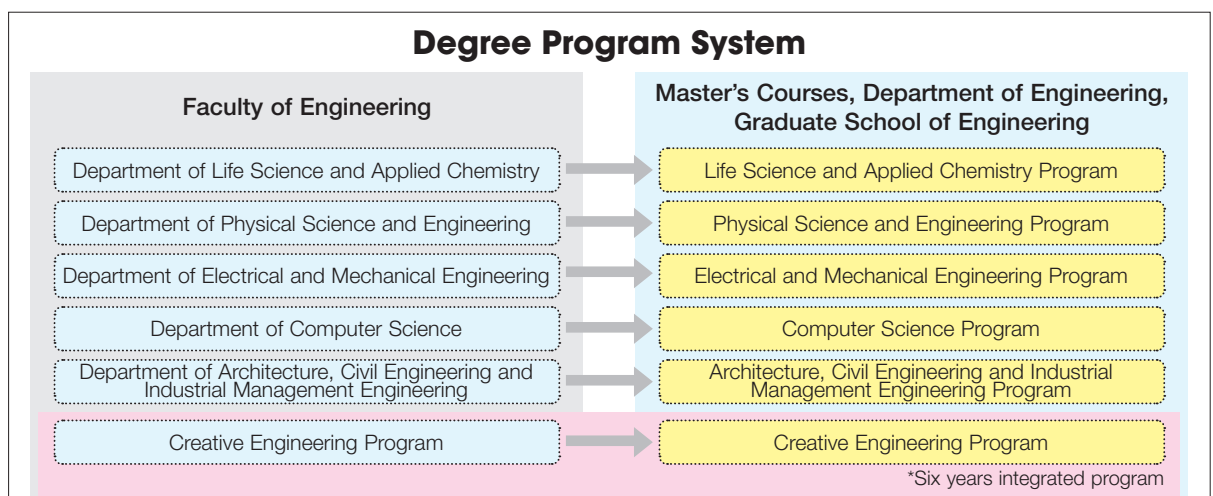 Degree Program System
Faculty of Engineering
Master's Courses, Department of Engineering,
Graduate School of Engineering
Department of Life Science and Applied Chemistry
Life Science and Applied Chemistry Program
Department of Physical Science and Engineering
Physical Science and Engineering Program
Department of Electrical and Mechanical Engineering
Electrical and Mechanical Engineering Program
Department of Computer Science
Computer Science Program
Department of Architecture, Civil Engineering and
Industrial Management Engineering
Architecture, Civil Engineering and Industrial
Management Engineering Program
Creative Engineering Program
Creative Engineering Program
*Six years integrated program